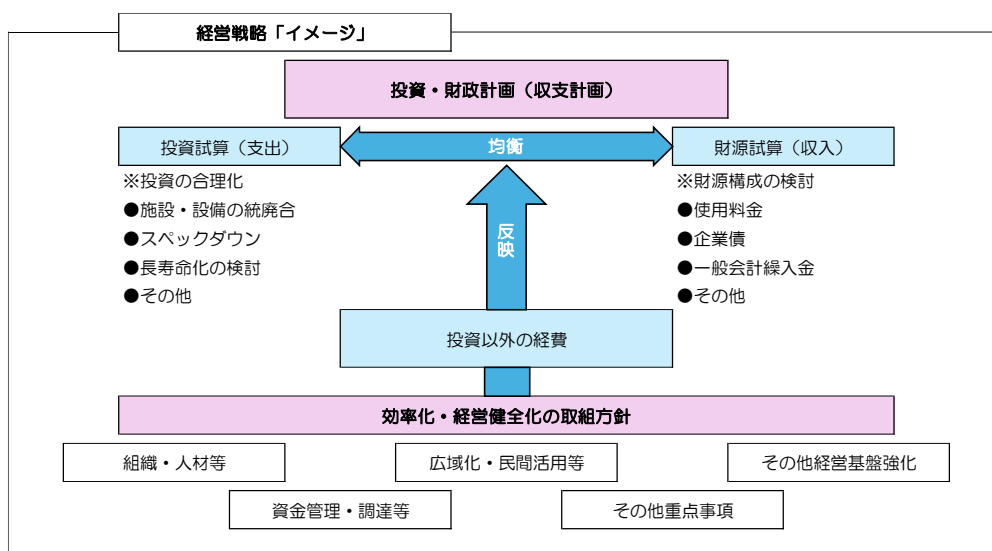 経営戦略「イメージ」
投資・財政計画（収支計画）
投資試算（支出）
均衡
財源試算（収入）
※投資の合理化
●施設・設備の統廃合
●スペックダウン
●長寿命化の検討
●その他
反映
※財源構成の検討
●使用料金
●企業債
●一般会計繰入金
●その他
投資以外の経費
効率化・経営健全化の取組方針
組織・人材等
広域化・民間活用等
その他経営基盤強化
資金管理・調達等
その他重点事項